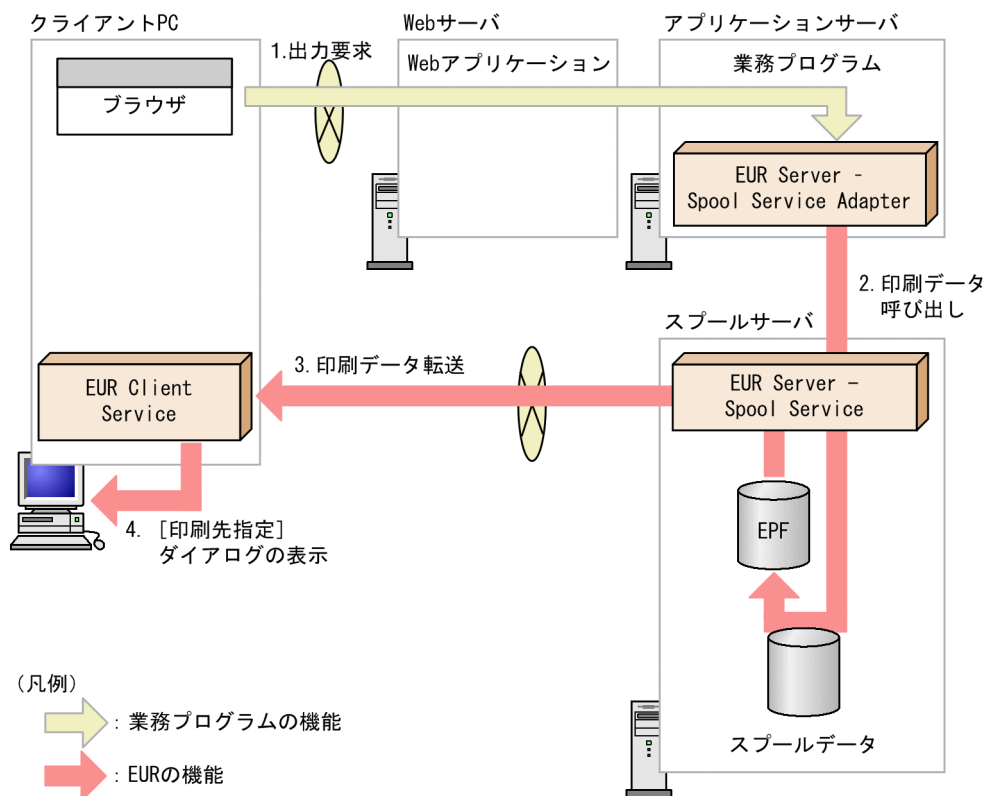 クライアントPC
Webサーバ
アプリケーションサーバ
1.出力要求
Webアプリケーション
業務プログラム
ブラウザ
EUR Server -
Spool Service Adapter
2.印刷データ
呼び出し
スプールサーバ
3.印刷データ転送
EUR Client
Service
EUR Server −
Spool Service
4. [印刷先指定]
ダイアログの表示
EPF
スプールデータ
(凡例)
:業務プログラムの機能
:EURの機能